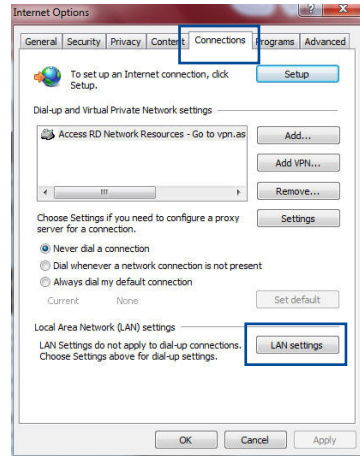 Internet Options
General Security Privacy Content Connections Programs Advanced
To set up an Internet connection, click
Setup.
Setup
Dial-up and Virtual Private Network settings
Access RD Network Resources - Go to vpn.as
Add...
Add VPN...
Remove...
Choose Settings if you need to configure a proxy
server for a connection.
Settings
Never dial a connection
Dial whenever a network connection is not present
Always dial my default connection
Current None
Set default
Local Area Network (LAN) settings
LAN Settings do not apply to dial-up connections.
Choose Settings above for dial-up settings.
LAN settings
OK Cancel Apply